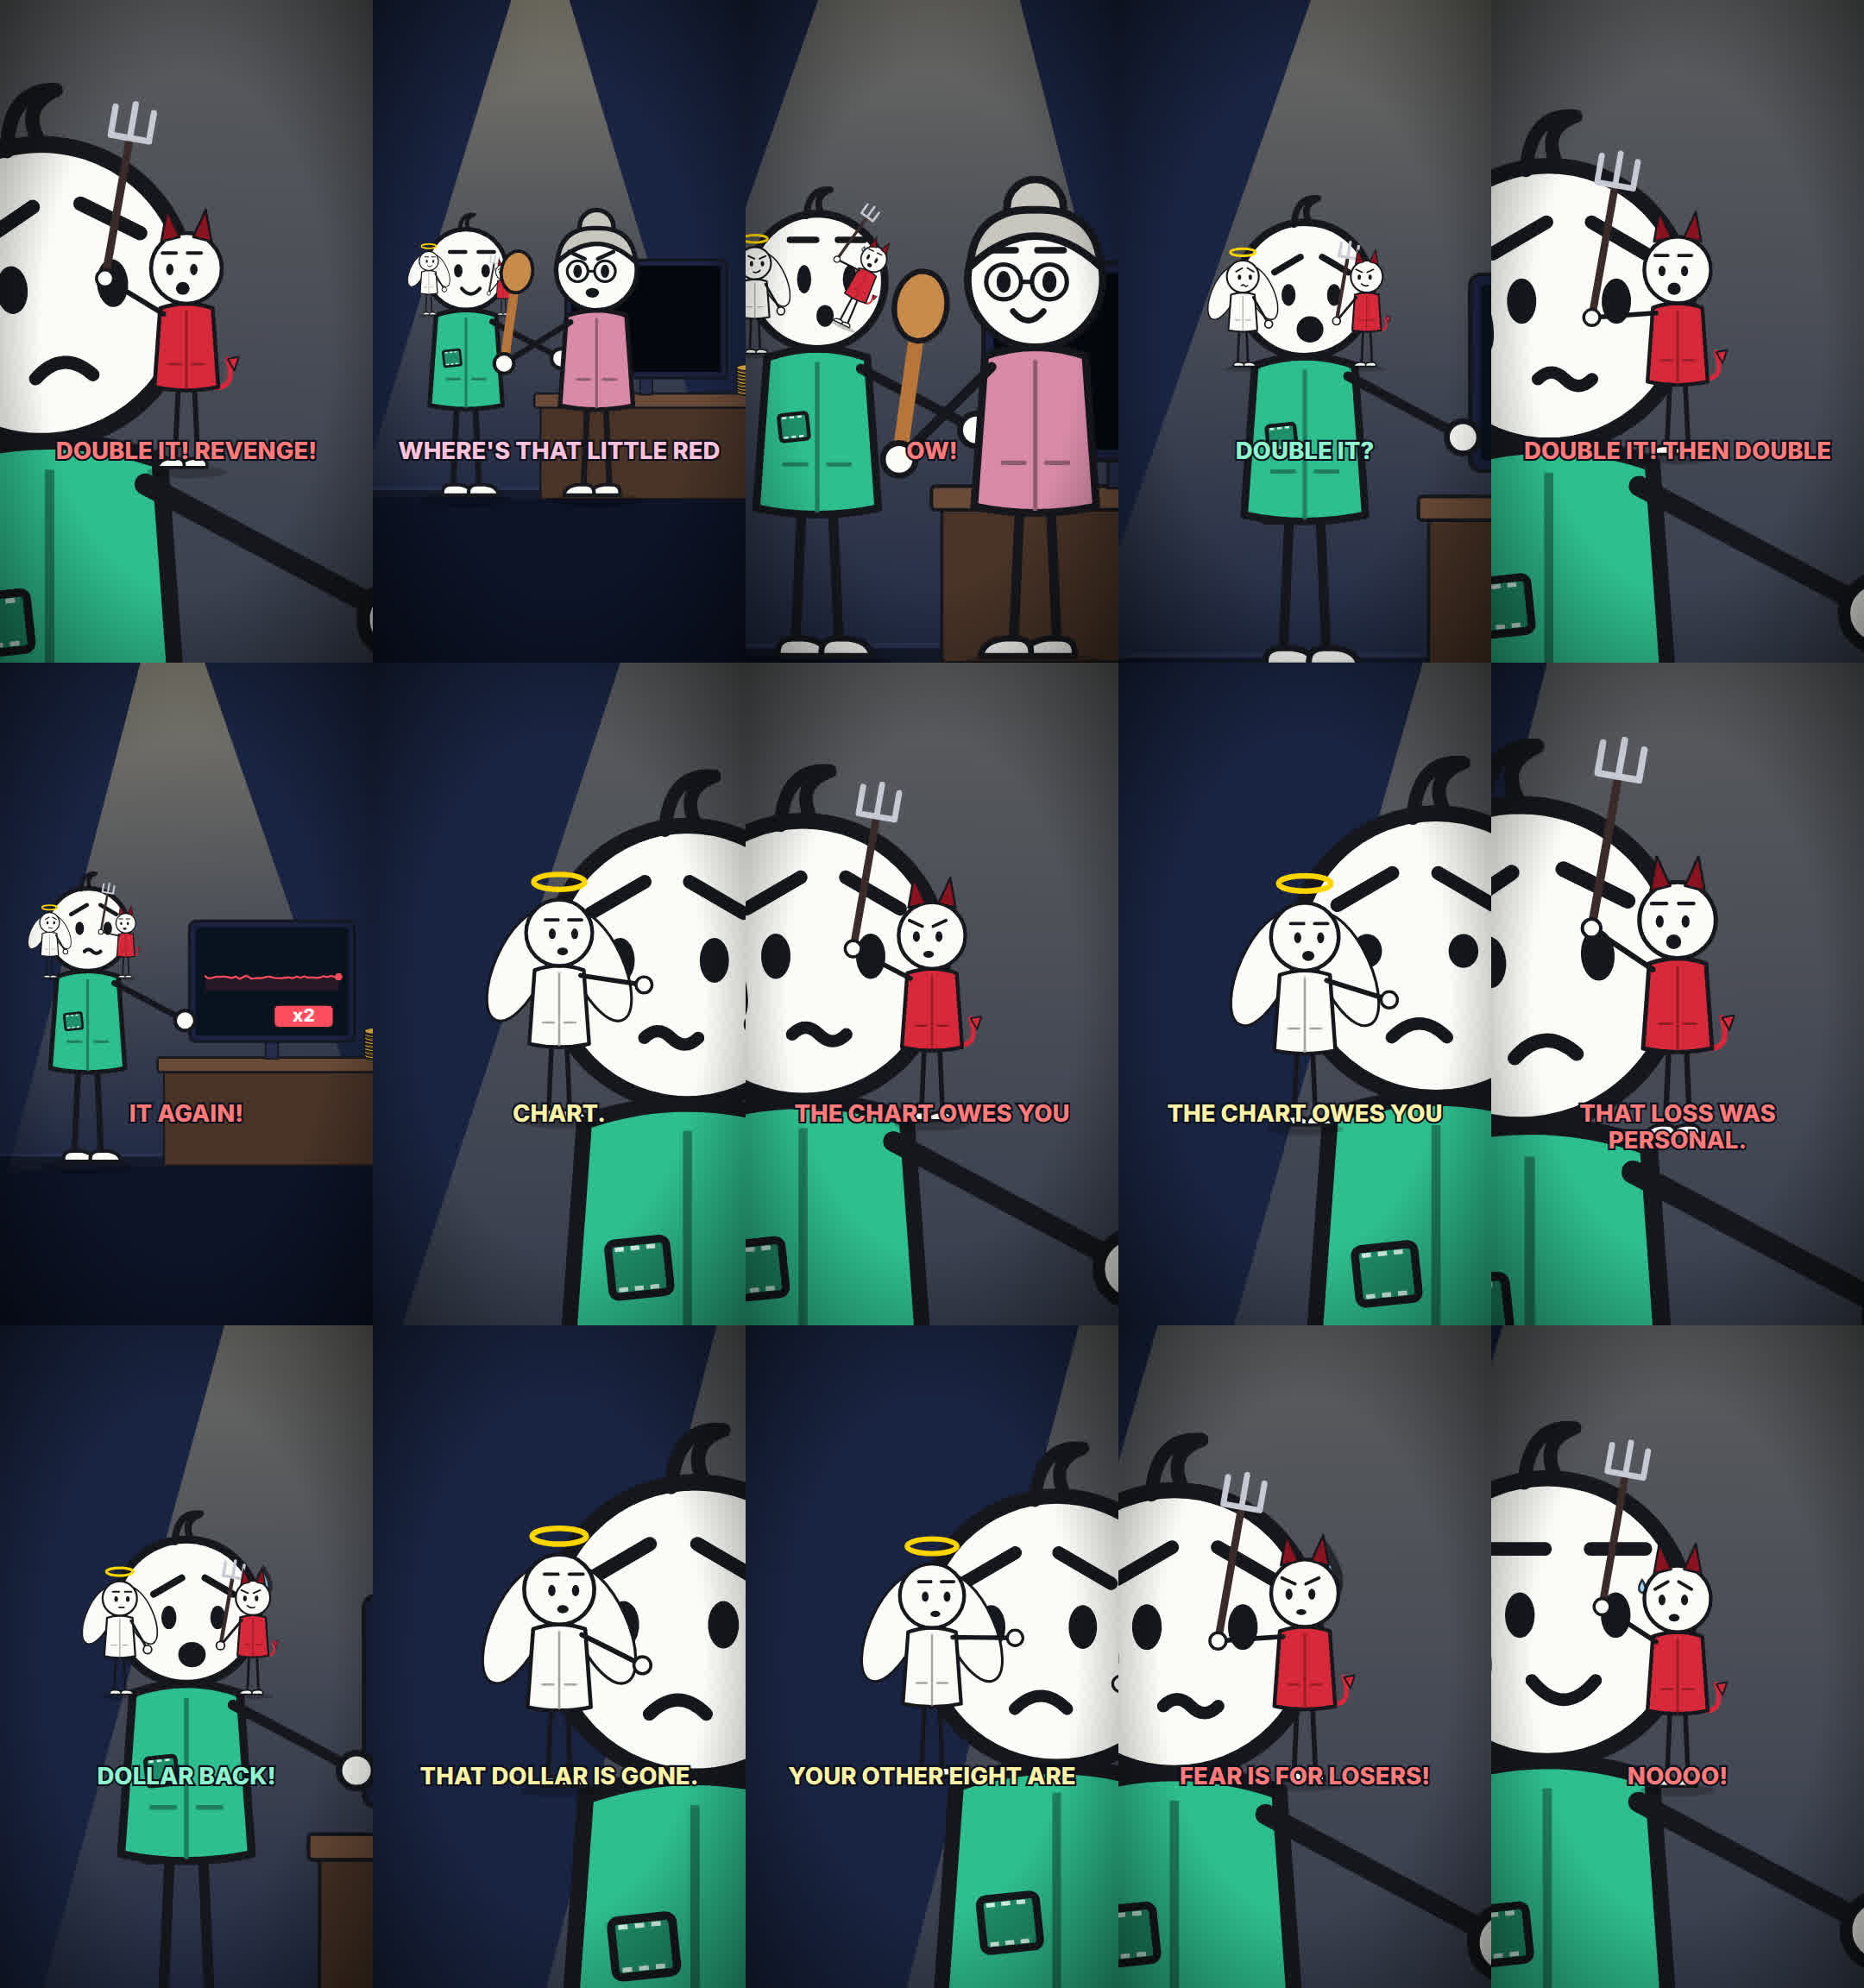 DOUBLE IT! REVENGE!
WHERE'S THAT LITTLE RED
OW!
DOUBLE IT?
DOUBLE IT! THEN DOUBLE
x2
IT AGAIN!
CHART.
THE CHART OWES YOU
THE CHART OWES YOU
THAT LOSS WAS
PERSONAL.
DOLLAR BACK!
THAT DOLLAR IS GONE.
YOUR OTHER EIGHT ARE
FEAR IS FOR LOSERS!
NOOOO!